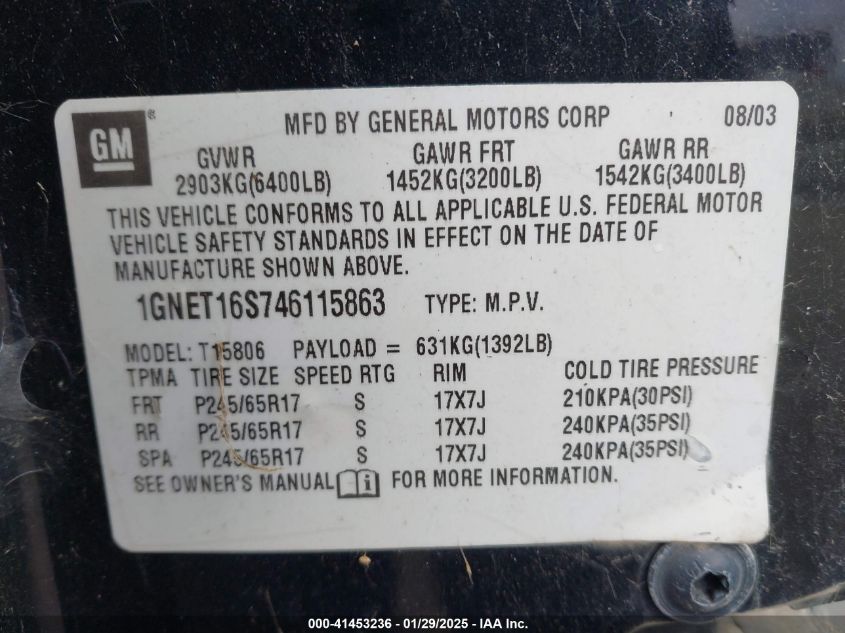 GM®
MFD BY GENERAL MOTORS CORP 08/03
GVWR GAWR FRT GAWR RR
2903KG(6400LB) 1452KG(3200LB) 1542KG(3400LB)
THIS VEHICLE CONFORMS TO ALL APPLICABLE U.S. FEDERAL MOTOR
VEHICLE SAFETY STANDARDS IN EFFECT ON THE DATE OF
MANUFACTURE SHOWN ABOVE.
1GNET16S746115863 TYPE: M.P.V.
MODEL: T15806 PAYLOAD = 631KG(1392LB)
TPMA TIRE SIZE SPEED RTG RIM COLD TIRE PRESSURE
FRT P245/65R17 S 17X7J 210KPA(30PSI)
RR P245/65R17 S 17X7J 240KPA(35PSI)
SPA P245/65R17 S 17X7J 240KPA(35PSI)
SEE OWNER'S MANUAL i FOR MORE INFORMATION.
000-41453236 - 01/29/2025 - IAA Inc.